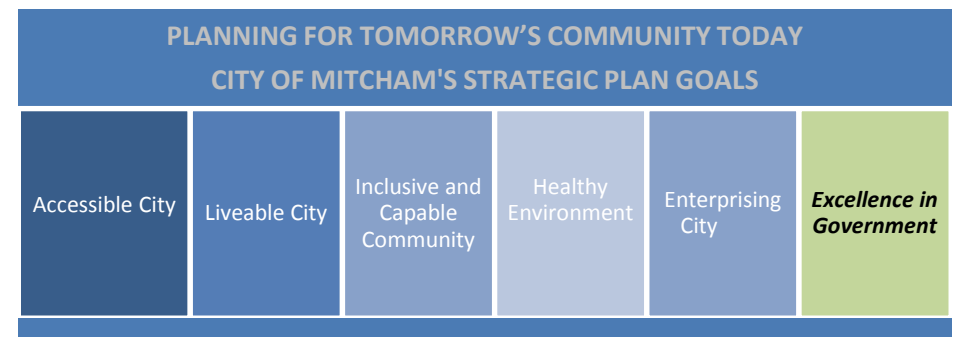 PLANNING FOR TOMORROW’S COMMUNITY TODAY
CITY OF MITCHAM'S STRATEGIC PLAN GOALS
Accessible City
Liveable City
Inclusive and
Capable
Community
Healthy
Environment
Enterprising
City
Excellence in
Government